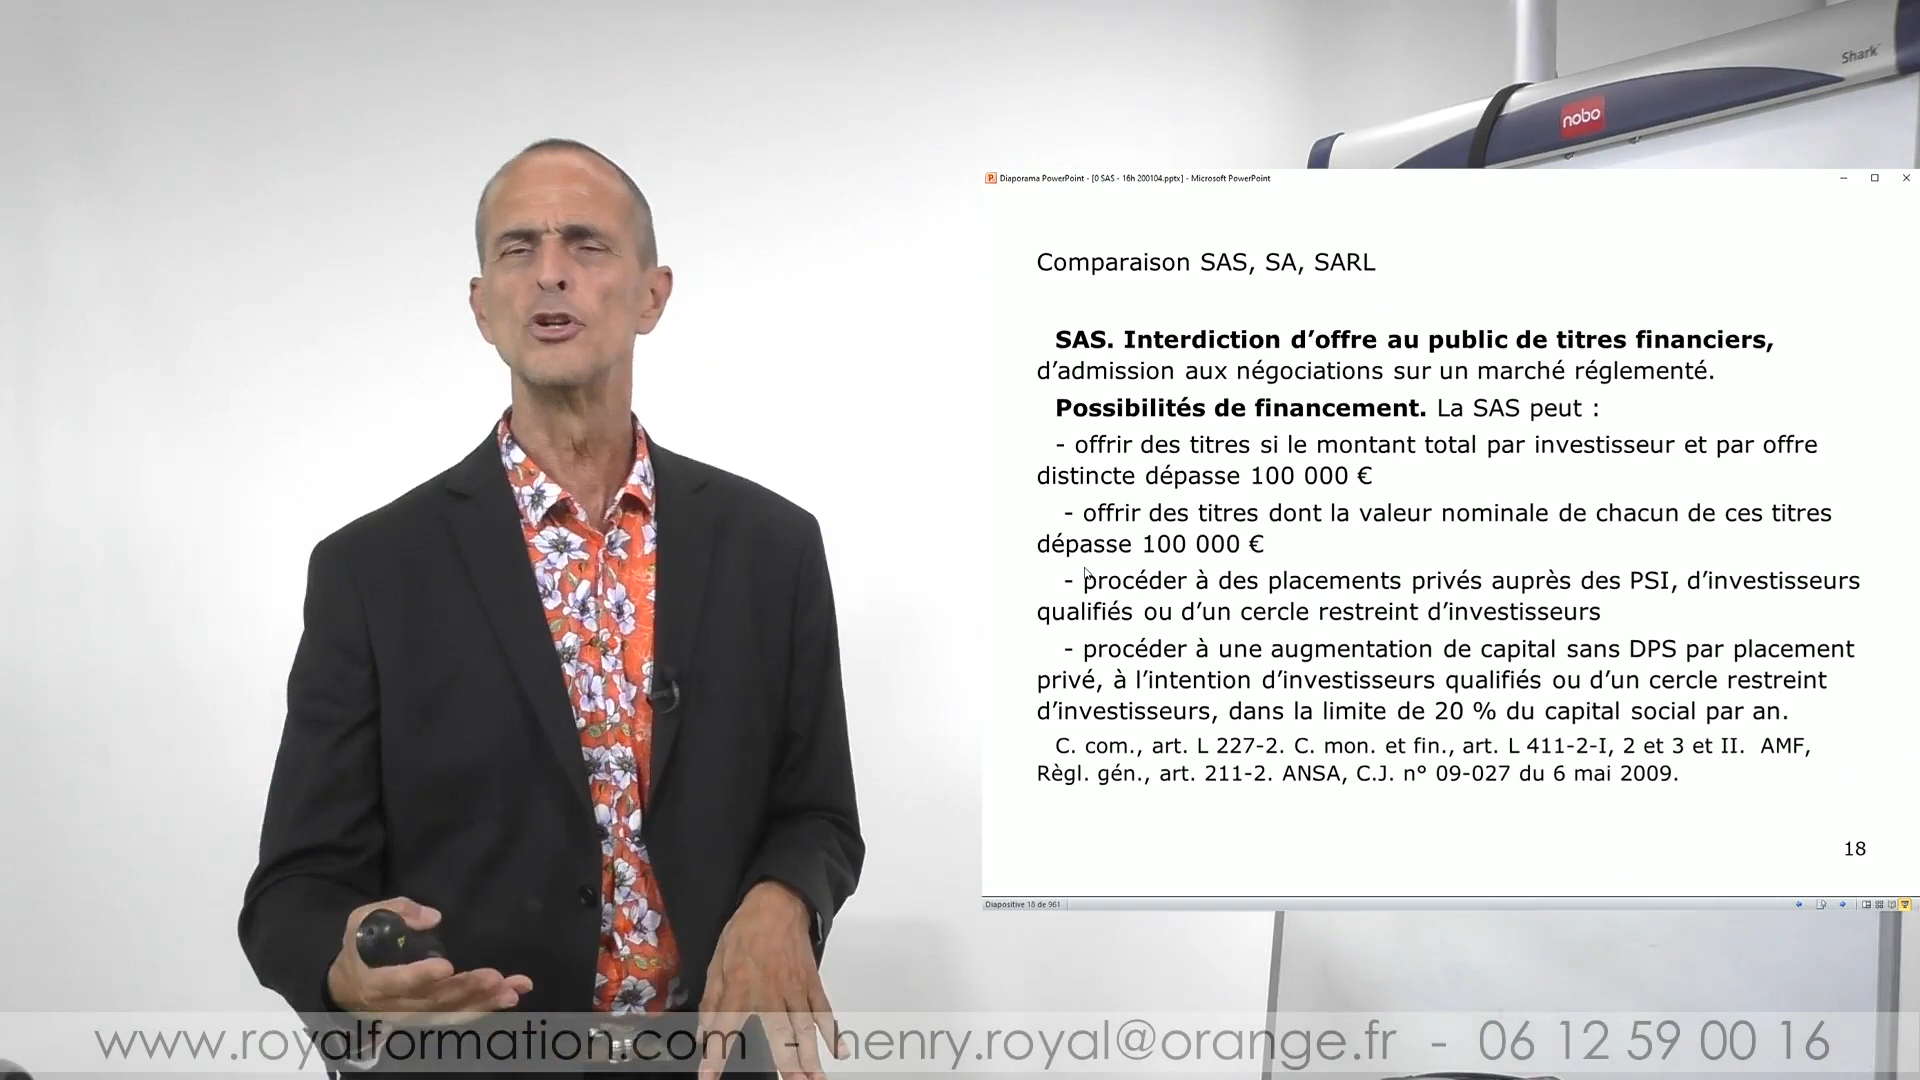 Shark
nobo
Diaporama PowerPoint - [0 SAS - 16h 200104.pptx] - Microsoft PowerPoint
Comparaison SAS, SA, SARL
SAS. Interdiction d’offre au public de titres financiers,
d’admission aux négociations sur un marché réglementé.
Possibilités de financement. La SAS peut :
- offrir des titres si le montant total par investisseur et par offre
distincte dépasse 100 000 €
- offrir des titres dont la valeur nominale de chacun de ces titres
dépasse 100 000 €
- procéder à des placements privés auprès des PSI, d’investisseurs
qualifiés ou d’un cercle restreint d’investisseurs
- procéder à une augmentation de capital sans DPS par placement
privé, à l’intention d’investisseurs qualifiés ou d’un cercle restreint
d’investisseurs, dans la limite de 20 % du capital social par an.
C. com., art. L 227-2. C. mon. et fin., art. L 411-2-I, 2 et 3 et II. AMF,
Règl. gén., art. 211-2. ANSA, C.J. n° 09-027 du 6 mai 2009.
18
Diapositive 18 de 961
www.royalformation.com - henry.royal@orange.fr - 06 12 59 00 16